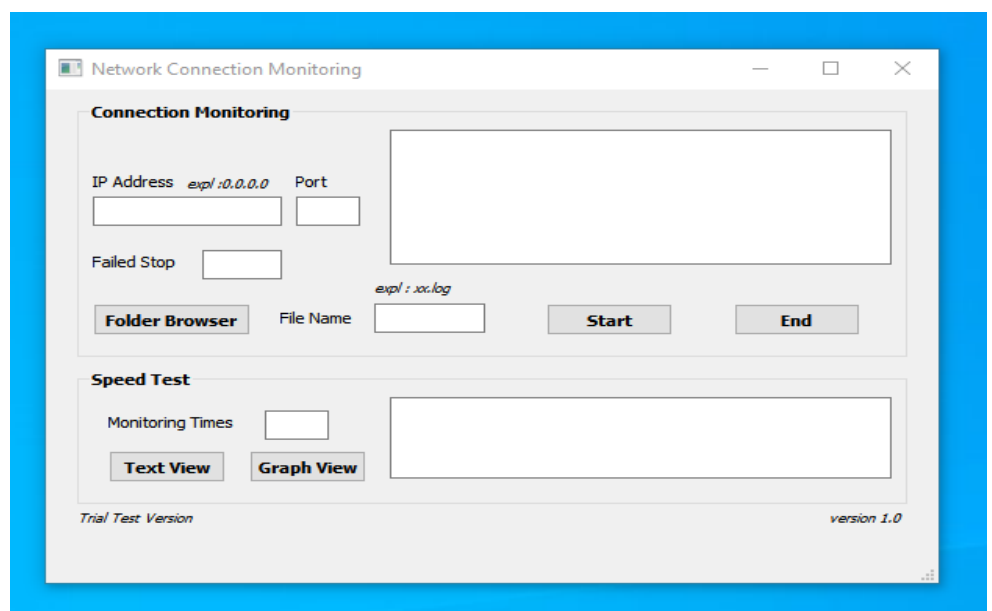 Network Connection Monitoring
Connection Monitoring
IP Address expl :0.0.0.0 Port
Failed Stop
expl : xx.log
Folder Browser File Name Start End
Speed Test
Monitoring Times
Text View Graph View
Trial Test Version version 1.0